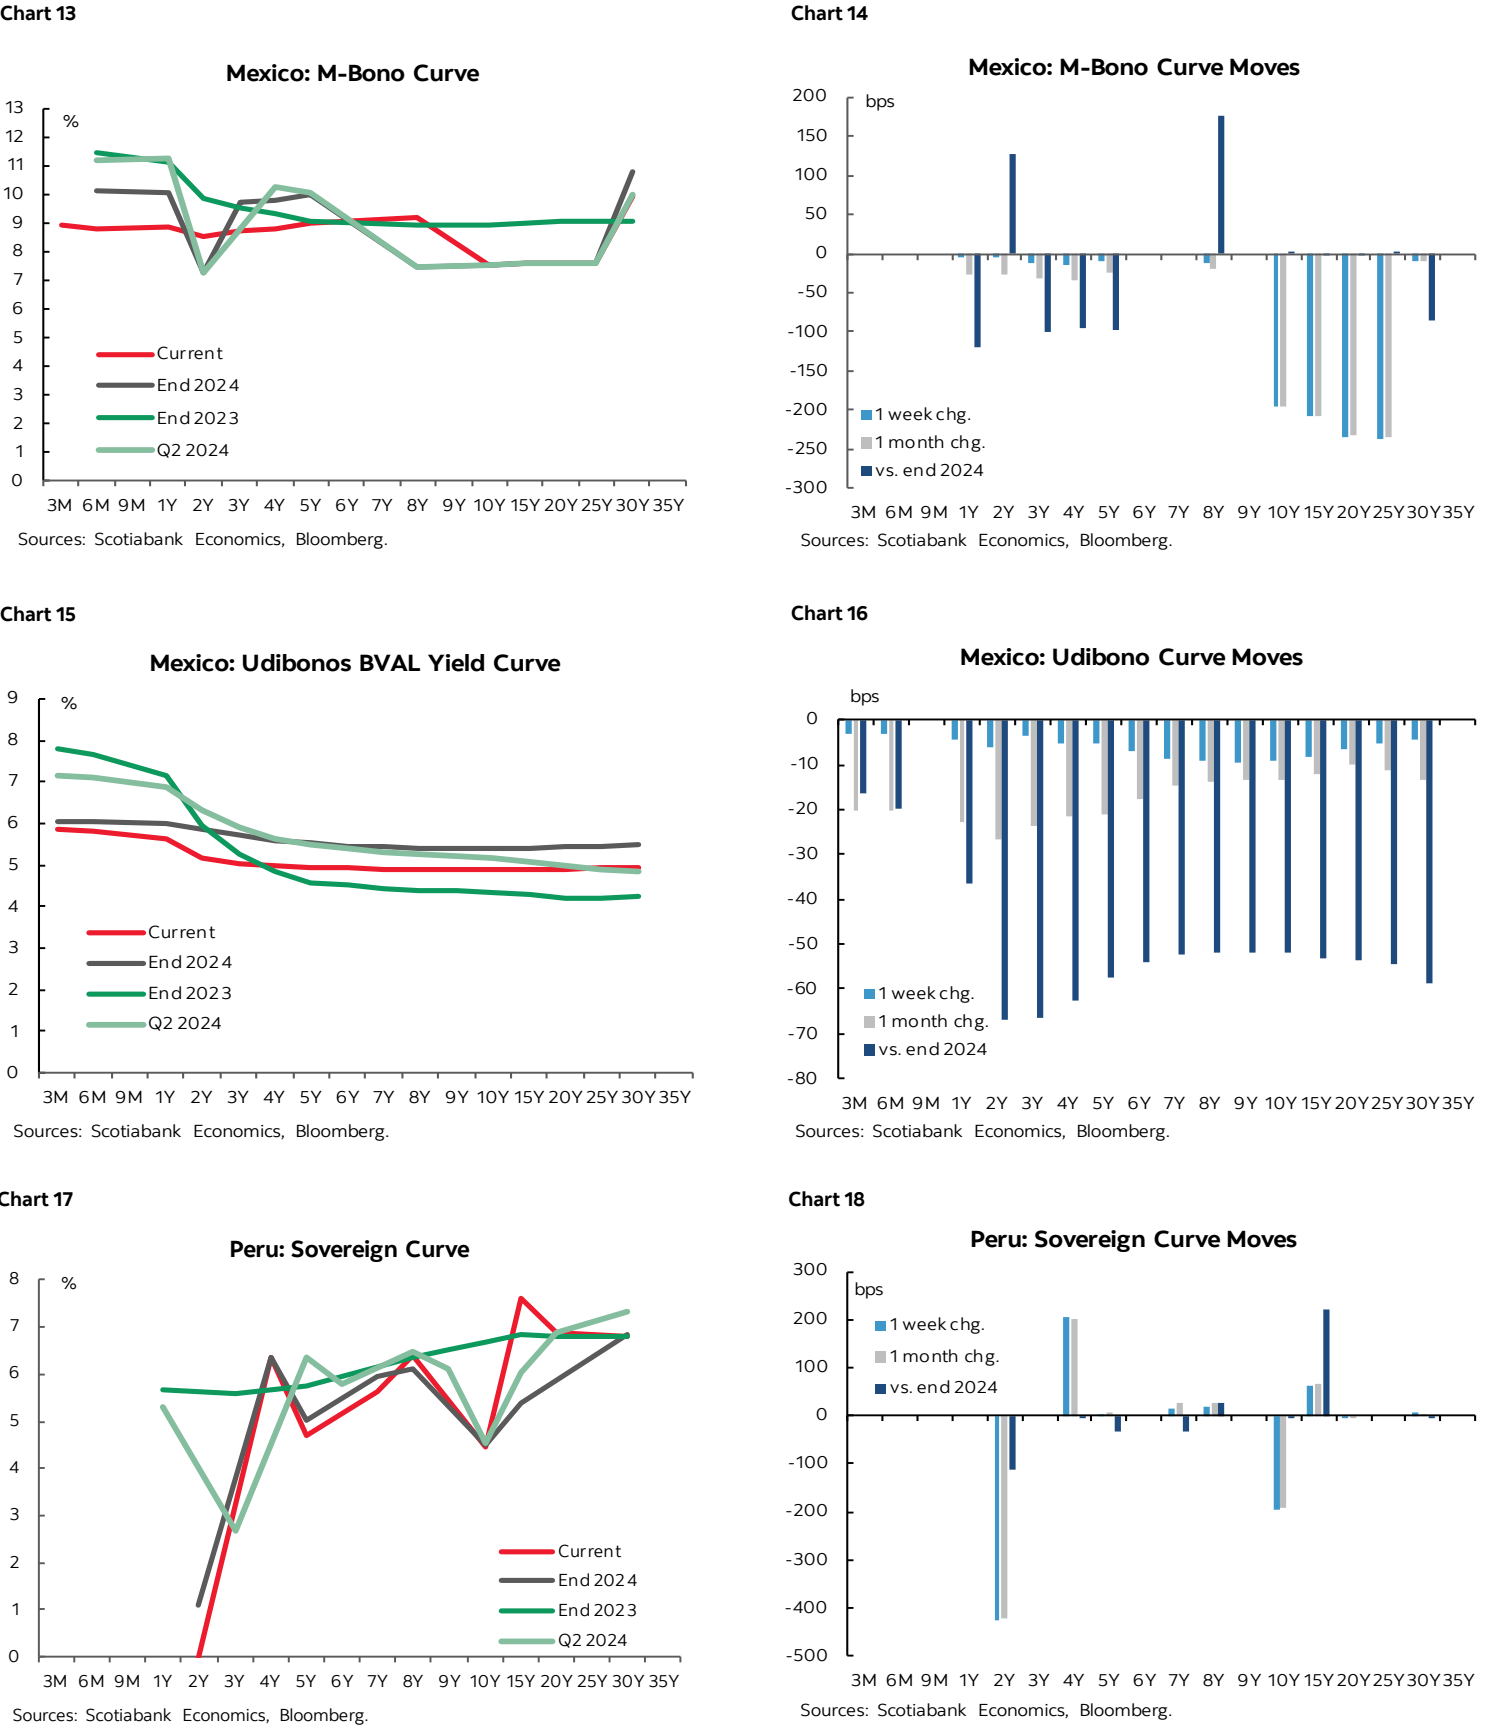 Chart 13
Mexico: M-Bono Curve
%
13
12
11
10
9
8
7
6
5
4
3
2
1
0
Current
End 2024
End 2023
Q2 2024
3M 6M 9M 1Y 2Y 3Y 4Y 5Y 6Y 7Y 8Y 9Y 10Y 15Y 20Y 25Y 30Y 35Y
Sources: Scotiabank Economics, Bloomberg.
Chart 14
Mexico: M-Bono Curve Moves
bps
200
150
100
50
0
-50
-100
-150
-200
-250
-300
1 week chg.
1 month chg.
vs. end 2024
3M 6M 9M 1Y 2Y 3Y 4Y 5Y 6Y 7Y 8Y 9Y 10Y 15Y 20Y 25Y 30Y 35Y
Sources: Scotiabank Economics, Bloomberg.
Chart 15
Mexico: Udibonos BVAL Yield Curve
%
9
8
7
6
5
4
3
2
1
0
Current
End 2024
End 2023
Q2 2024
3M 6M 9M 1Y 2Y 3Y 4Y 5Y 6Y 7Y 8Y 9Y 10Y 15Y 20Y 25Y 30Y 35Y
Sources: Scotiabank Economics, Bloomberg.
Chart 16
Mexico: Udibono Curve Moves
bps
0
-10
-20
-30
-40
-50
-60
-70
-80
1 week chg.
1 month chg.
vs. end 2024
3M 6M 9M 1Y 2Y 3Y 4Y 5Y 6Y 7Y 8Y 9Y 10Y 15Y 20Y 25Y 30Y 35Y
Sources: Scotiabank Economics, Bloomberg.
Chart 17
Peru: Sovereign Curve
%
8
7
6
5
4
3
2
1
0
Current
End 2024
End 2023
Q2 2024
3M 6M 9M 1Y 2Y 3Y 4Y 5Y 6Y 7Y 8Y 9Y 10Y 15Y 20Y 25Y 30Y 35Y
Sources: Scotiabank Economics, Bloomberg.
Chart 18
Peru: Sovereign Curve Moves
bps
300
200
100
0
-100
-200
-300
-400
-500
1 week chg.
1 month chg.
vs. end 2024
3M 6M 9M 1Y 2Y 3Y 4Y 5Y 6Y 7Y 8Y 9Y 10Y 15Y 20Y 25Y 30Y 35Y
Sources: Scotiabank Economics, Bloomberg.